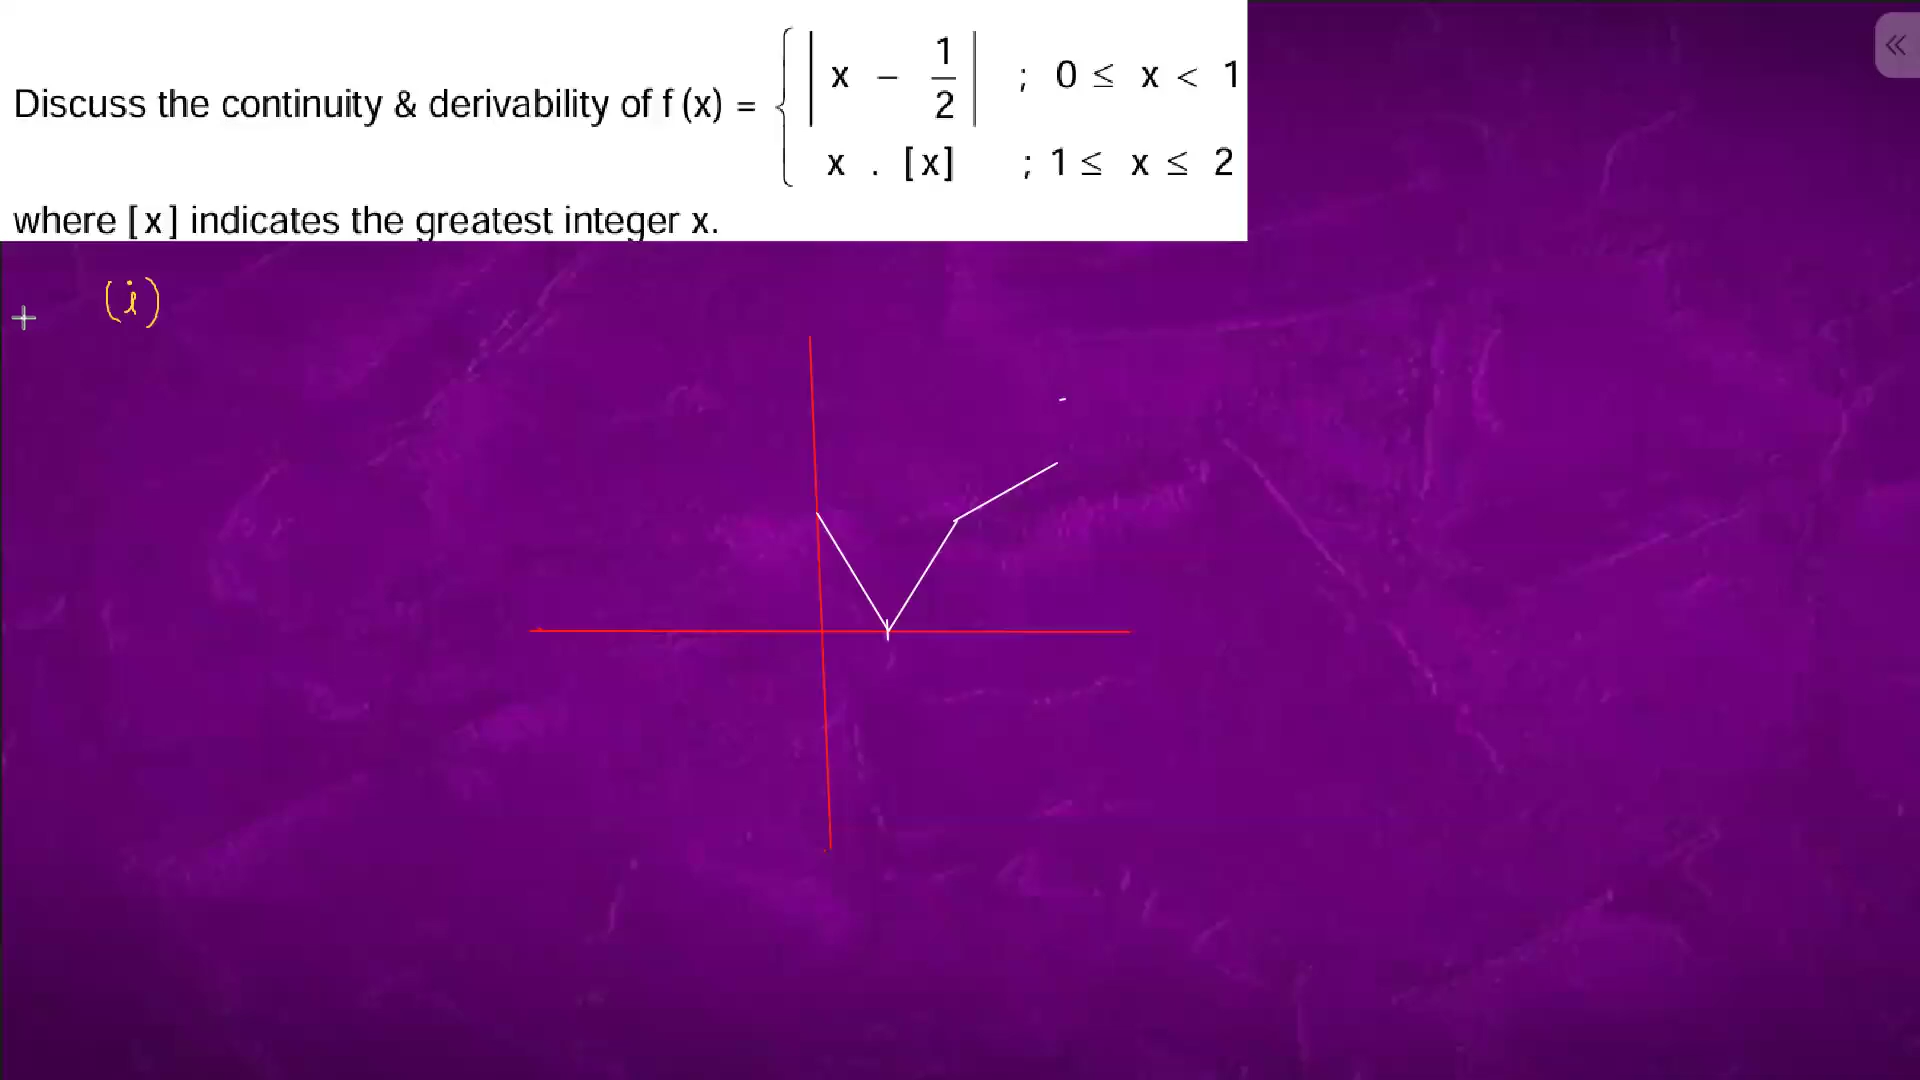 Discuss the continuity & derivability of f (x) = { | x − 1/2 | ; 0 ≤ x < 1
x . [x] ; 1 ≤ x ≤ 2
where [x] indicates the greatest integer x.
(i)